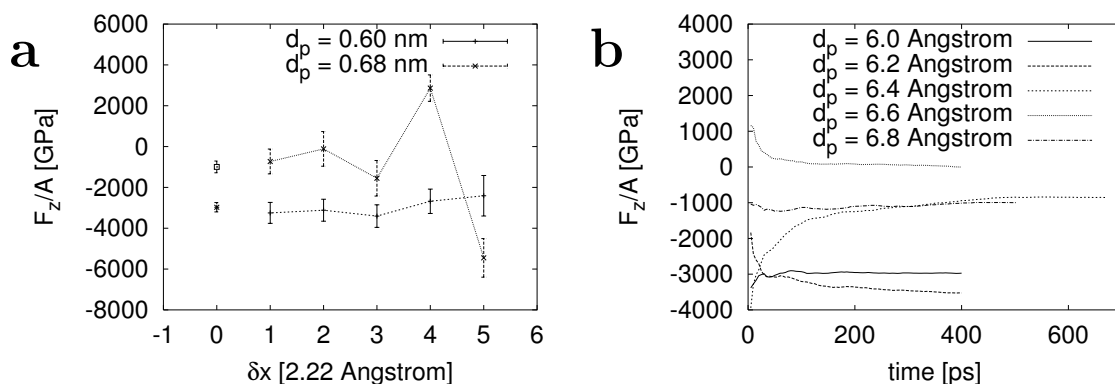 a
d_p = 0.60 nm
d_p = 0.68 nm
6000
4000
2000
0
-2000
-4000
-6000
-8000
F_z/A [GPa]
-1 0 1 2 3 4 5 6
δx [2.22 Angstrom]
b
d_p = 6.0 Angstrom
d_p = 6.2 Angstrom
d_p = 6.4 Angstrom
d_p = 6.6 Angstrom
d_p = 6.8 Angstrom
4000
3000
2000
1000
0
-1000
-2000
-3000
-4000
F_z/A [GPa]
0 200 400 600
time [ps]